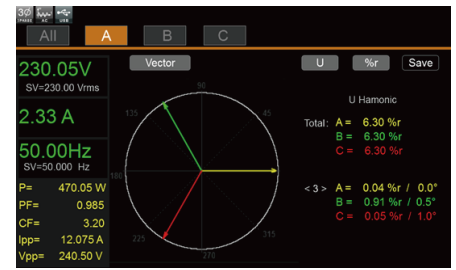 3Ø AC USB
All A B C
230.05V
SV=230.00 Vrms
2.33 A
50.00Hz
SV=50.000 Hz
P= 470.05 W
PF= 0.985
CF= 3.20
Ipp= 12.075 A
Vpp= 240.50 V
Vector
90
135 45
180
225 315
270
U %r Save
U Hamonic
Total: A = 6.30 %r
B = 6.30 %r
C = 6.30 %r
< 3 > A = 0.04 %r / 0.0°
B = 0.91 %r / 0.5°
C = 0.05 %r / 1.0°